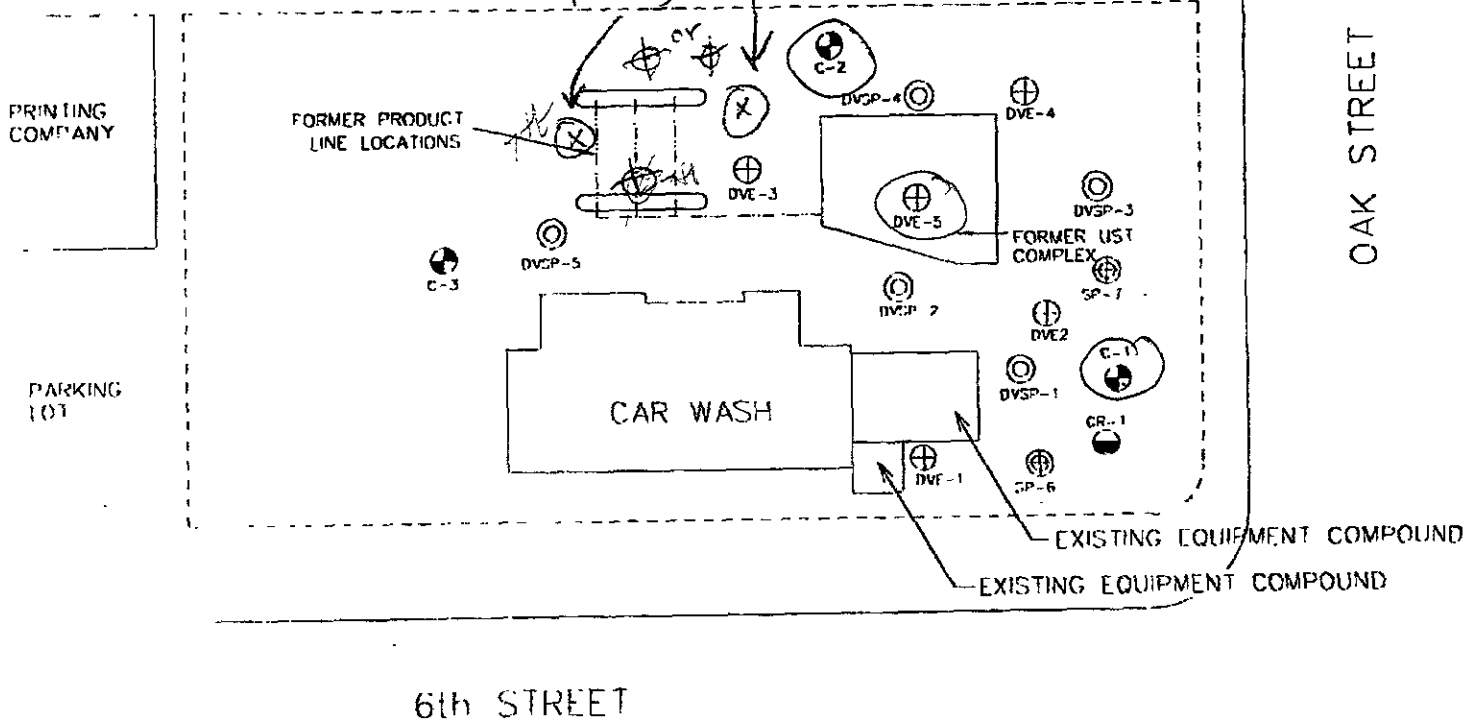 or
C-2
PRINTING
COMPANY
FORMER PRODUCT
LINE LOCATIONS
X
X
DVSP-4
DVE-4
OAK STREET
DVE-3
DVE-5
DVSP-3
FORMER UST
COMPLEX
C-3
DVSP-5
SP-7
DVSP-2
DVE2
C-1
PARKING
LOT
CAR WASH
DVSP-1
CR-1
DVE-1
SP-6
EXISTING EQUIPMENT COMPOUND
EXISTING EQUIPMENT COMPOUND
6th STREET